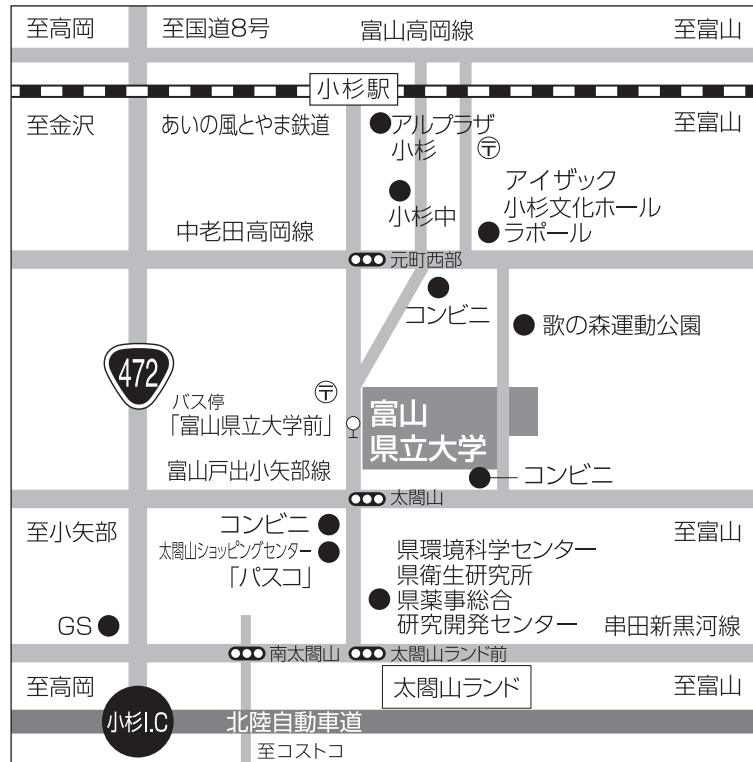 至高岡
至国道8号
富山高岡線
至富山
小杉駅
至金沢
あいの風とやま鉄道
アルプラザ
小杉
〒
至富山
小杉中
アイザック
小杉文化ホール
ラポール
中老田高岡線
元町西部
コンビニ
歌の森運動公園
472
〒
バス停
「富山県立大学前」
富山
県立大学
富山戸出小矢部線
コンビニ
太閤山
至小矢部
コンビニ
太閤山ショッピングセンター
「パスコ」
至富山
県環境科学センター
県衛生研究所
県薬事総合
研究開発センター
GS
串田新黒河線
南太閤山
太閤山ランド前
至高岡
太閤山ランド
至富山
小杉I.C
北陸自動車道
至コストコ